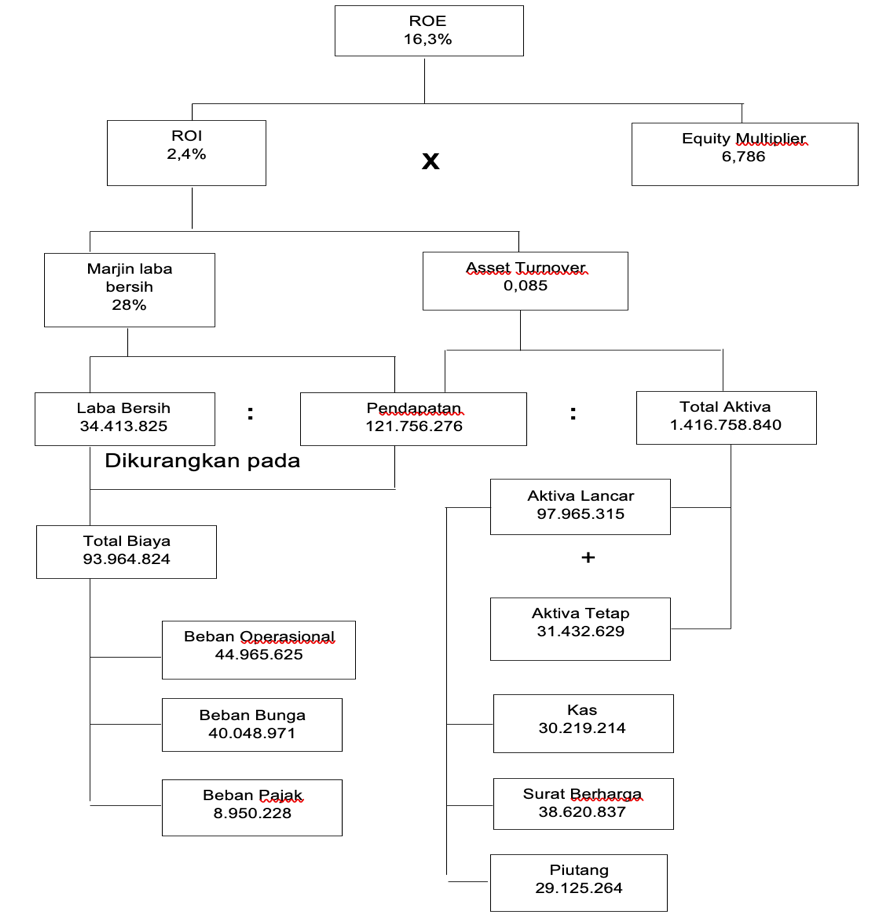 ROE
16,3%
ROI
2,4%
X
Equity Multiplier
6,786
Marjin laba
bersih
28%
Asset Turnover
0,085
Laba Bersih
34.413.825
:
Pendapatan
121.756.276
:
Total Aktiva
1.416.758.840
Dikurangkan pada
Aktiva Lancar
97.965.315
+
Aktiva Tetap
31.432.629
Total Biaya
93.964.824
Beban Operasional
44.965.625
Beban Bunga
40.048.971
Beban Pajak
8.950.228
Kas
30.219.214
Surat Berharga
38.620.837
Piutang
29.125.264